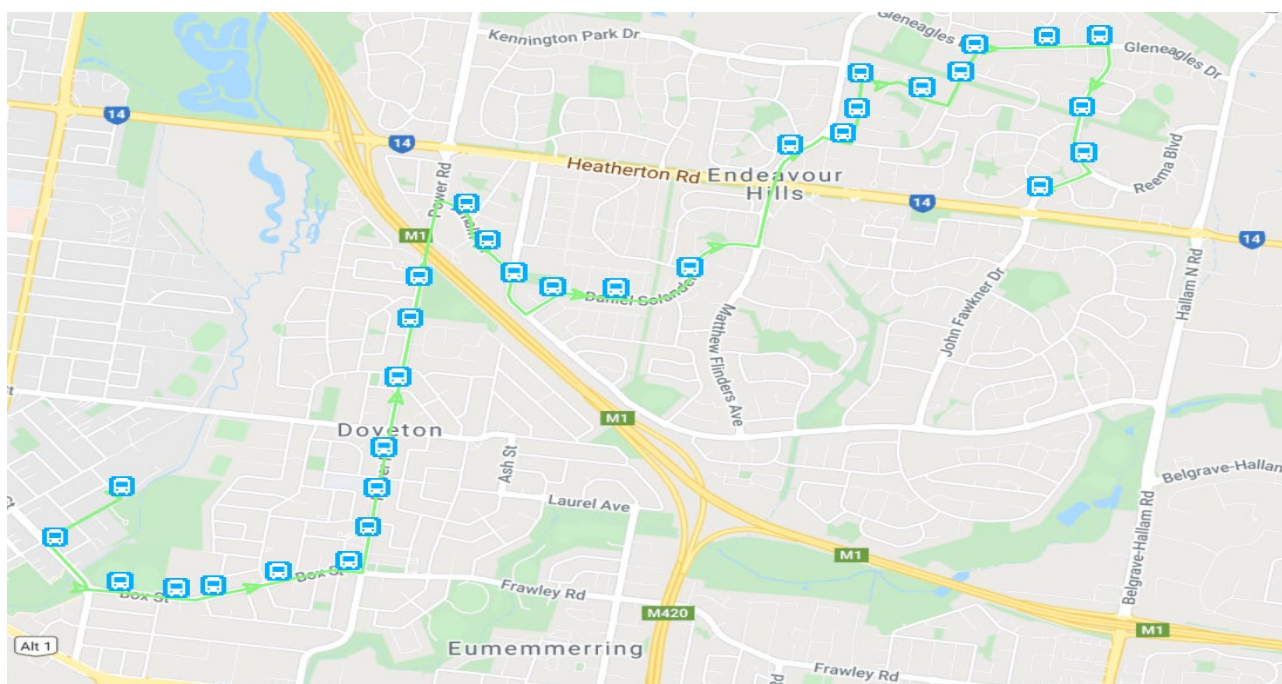 Kennington Park Dr
Gleneagles
Gleneagles Dr
14
14
Heatherton Rd
Endeavour
Hills
Reema Blvd
14
14
Power Rd
M1
Daniel Solander
Hallam N Rd
John Fawkner Dr
Matthew Flinders Ave
M1
Doveton
Ash St
Laurel Ave
Belgrave-Hallam
Belgrave-Hallam Rd
M1
Box St
Box St
Frawley Rd
M420
M1
Alt 1
Eumemmerring
Frawley Rd
Rd